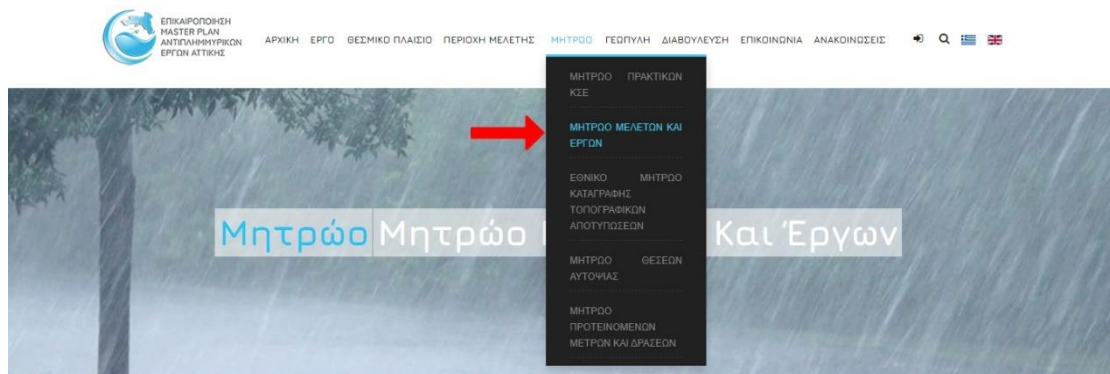 ΕΠΙΚΑΙΡΟΠΟΙΗΣΗ
MASTER PLAN
ΑΝΤΙΠΛΗΜΜΥΡΙΚΩΝ
ΕΡΓΩΝ ΑΤΤΙΚΗΣ
ΑΡΧΙΚΗ ΕΡΓΟ ΘΕΣΜΙΚΟ ΠΛΑΙΣΙΟ ΠΕΡΙΟΧΗ ΜΕΛΕΤΗΣ ΜΗΤΡΩΟ ΓΕΩΠΥΛΗ ΔΙΑΒΟΥΛΕΥΣΗ ΕΠΙΚΟΙΝΩΝΙΑ ΑΝΑΚΟΙΝΩΣΕΙΣ
ΜΗΤΡΩΟ ΠΡΑΚΤΙΚΩΝ
ΚΣΕ
ΜΗΤΡΩΟ ΜΕΛΕΤΩΝ ΚΑΙ
ΕΡΓΩΝ
ΕΘΝΙΚΟ ΜΗΤΡΩΟ
ΚΑΤΑΓΡΑΦΗΣ
ΤΟΠΟΓΡΑΦΙΚΩΝ
ΑΠΟΤΥΠΩΣΕΩΝ
ΜΗΤΡΩΟ ΘΕΣΕΩΝ
ΑΥΤΟΨΙΑΣ
ΜΗΤΡΩΟ
ΠΡΟΤΕΙΝΟΜΕΝΩΝ
ΜΕΤΡΩΝ ΚΑΙ ΔΡΑΣΕΩΝ
Μητρώο Μητρώο Και Έργων